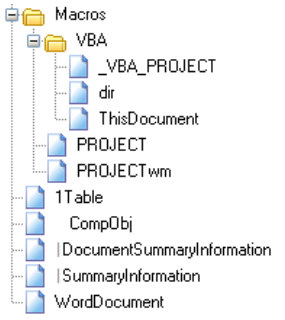 Macros
VBA
_VBA_PROJECT
dir
ThisDocument
PROJECT
PROJECTwm
1Table
CompObj
|DocumentSummaryInformation
|SummaryInformation
WordDocument